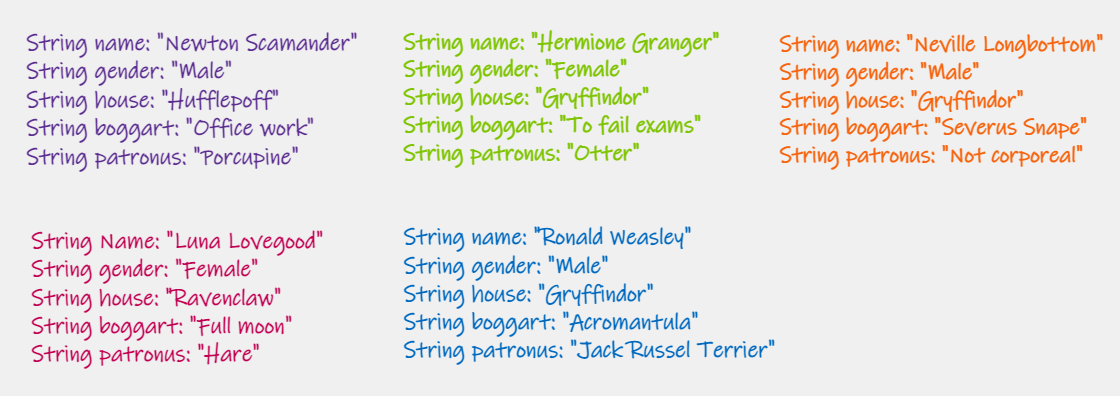 String name: "Newton Scamander"
String gender: "Male"
String house: "Hufflepoff"
String boggart: "Office work"
String patronus: "Porcupine"
String name: "Hermione Granger"
String gender: "Female"
String house: "Gryffindor"
String boggart: "To fail exams"
String patronus: "Otter"
String name: "Neville Longbottom"
String gender: "Male"
String house: "Gryffindor"
String boggart: "Severus Snape"
String patronus: "Not corporeal"
String Name: "Luna Lovegood"
String gender: "Female"
String house: "Ravenclaw"
String boggart: "Full moon"
String patronus: "Hare"
String name: "Ronald Weasley"
String gender: "Male"
String house: "Gryffindor"
String boggart: "Acromantula"
String patronus: "Jack Russel Terrier"